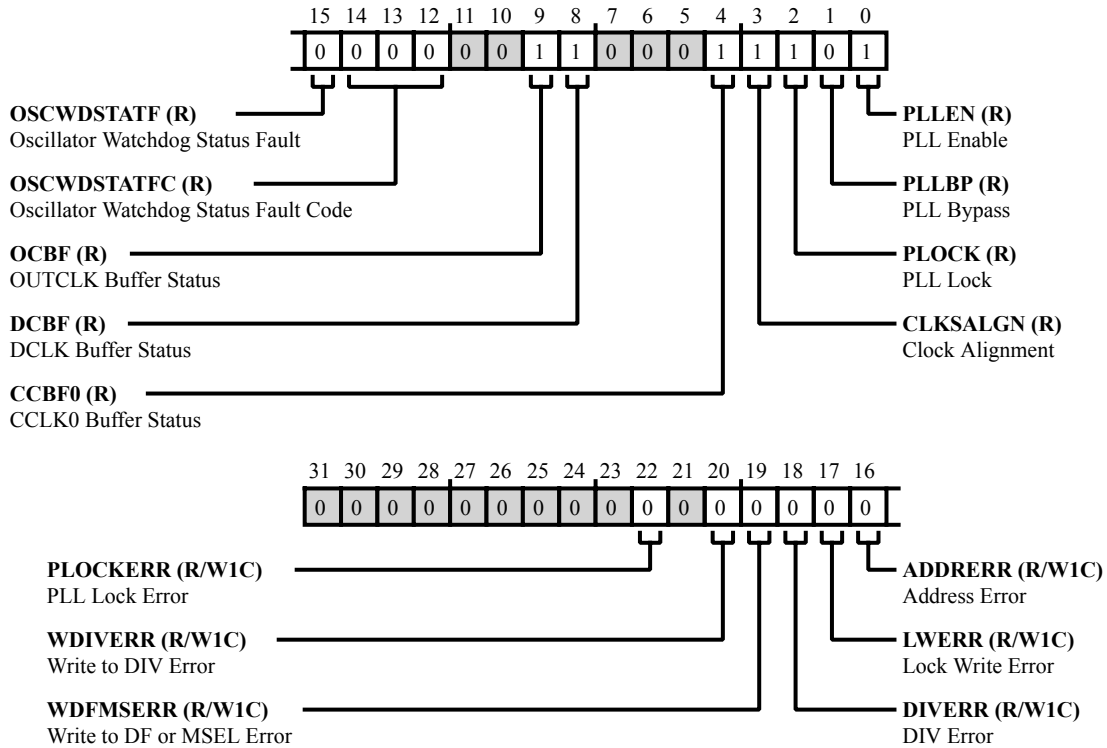 15 14 13 12 11 10 9 8 7 6 5 4 3 2 1 0
0 0 0 0 0 0 1 1 0 0 0 1 1 1 0 1
OSCWDSTATF (R)
Oscillator Watchdog Status Fault
OSCWDSTATFC (R)
Oscillator Watchdog Status Fault Code
OCBF (R)
OUTCLK Buffer Status
DCBF (R)
DCLK Buffer Status
CCBF0 (R)
CCLK0 Buffer Status
PLLEN (R)
PLL Enable
PLLBP (R)
PLL Bypass
PLOCK (R)
PLL Lock
CLKSALGN (R)
Clock Alignment
31 30 29 28 27 26 25 24 23 22 21 20 19 18 17 16
0 0 0 0 0 0 0 0 0 0 0 0 0 0 0 0
PLOCKERR (R/W1C)
PLL Lock Error
WDIVERR (R/W1C)
Write to DIV Error
WDFMSERR (R/W1C)
Write to DF or MSEL Error
ADDRERR (R/W1C)
Address Error
LWERR (R/W1C)
Lock Write Error
DIVERR (R/W1C)
DIV Error